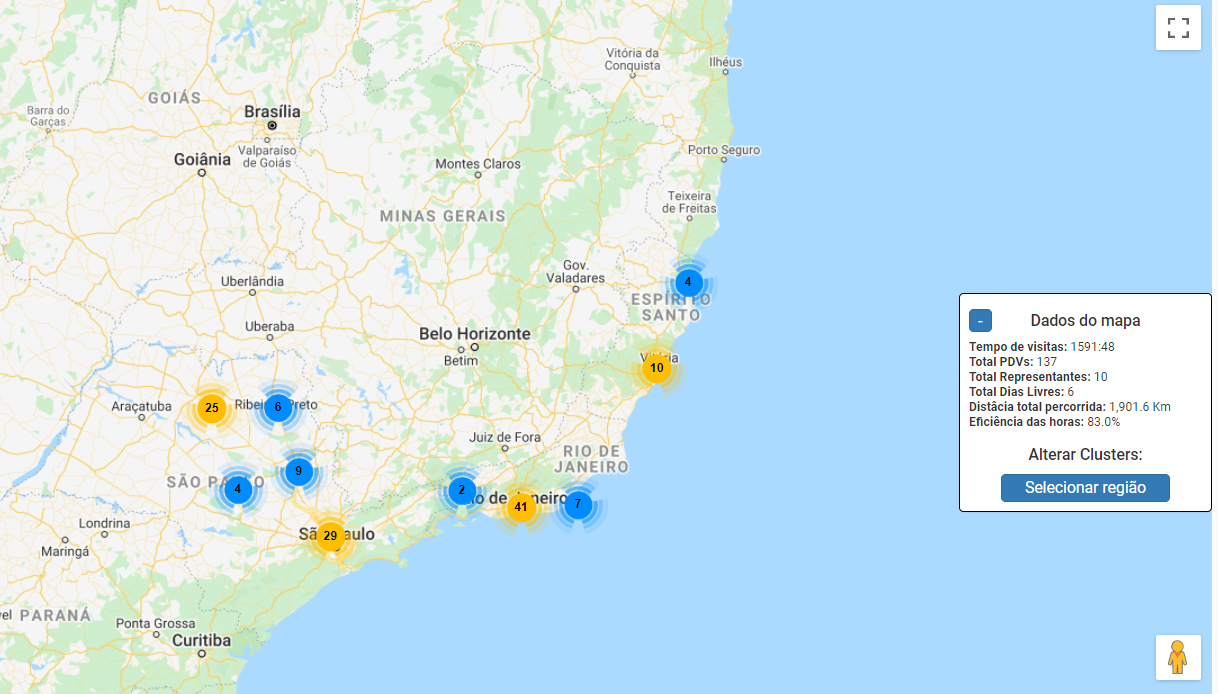 Vitória da
Conquista
Ilhéus
GOIÁS
Barra do
Garças
Brasília
Valparaíso
de Goiás
Goiânia
Porto Seguro
Montes Claros
Teixeira
de Freitas
MINAS GERAIS
Gov.
Valadares
Uberlândia
4
ESPÍRITO
SANTO
Uberaba
Belo Horizonte
Betim
10
Araçatuba
25
6
Preto
Juiz de Fora
RIO DE
JANEIRO
9
SÃO
4
2
41
7
29
Londrina
Maringá
PARANÁ
Ponta Grossa
Curitiba
-
Dados do mapa
Tempo de visitas: 1591:48
Total PDVs: 137
Total Representantes: 10
Total Dias Livres: 6
Distâcia total percorrida: 1,901.6 Km
Eficiência das horas: 83.0%
Alterar Clusters:
Selecionar região